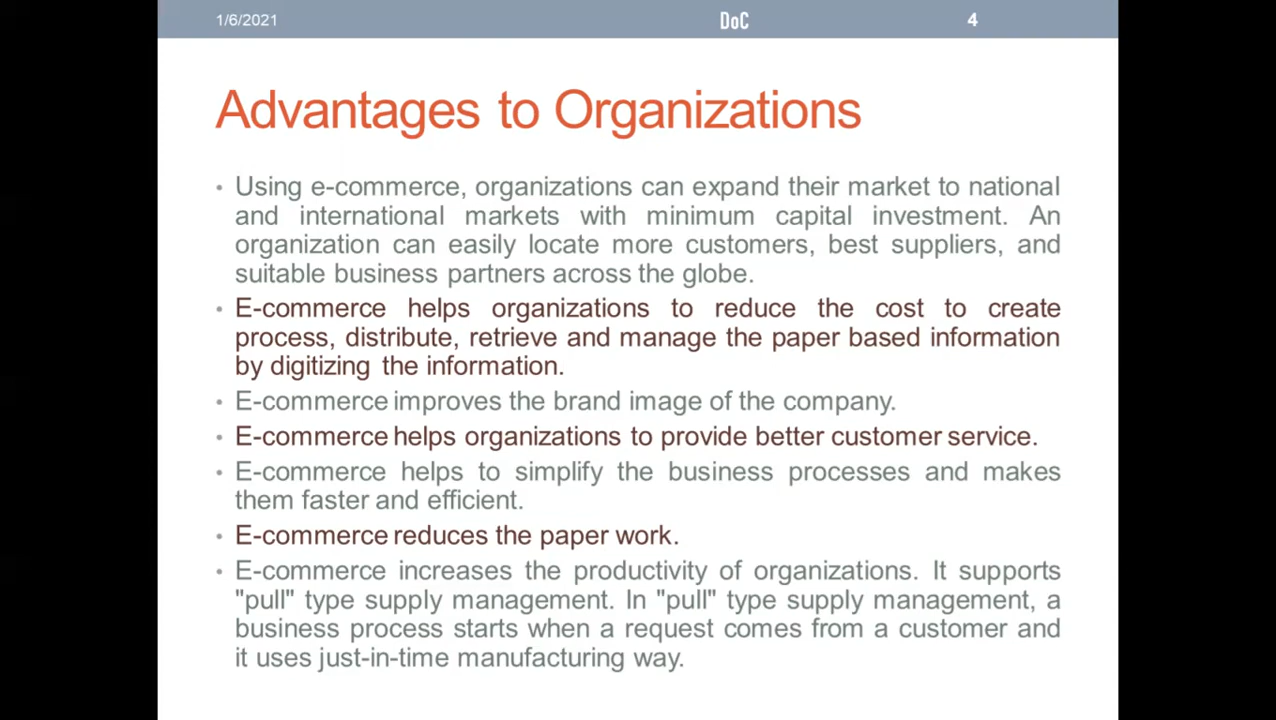 1/6/2021 DoC 4
Advantages to Organizations
• Using e-commerce, organizations can expand their market to national
and international markets with minimum capital investment. An
organization can easily locate more customers, best suppliers, and
suitable business partners across the globe.
• E-commerce helps organizations to reduce the cost to create
process, distribute, retrieve and manage the paper based information
by digitizing the information.
• E-commerce improves the brand image of the company.
• E-commerce helps organizations to provide better customer service.
• E-commerce helps to simplify the business processes and makes
them faster and efficient.
• E-commerce reduces the paper work.
• E-commerce increases the productivity of organizations. It supports
"pull" type supply management. In "pull" type supply management, a
business process starts when a request comes from a customer and
it uses just-in-time manufacturing way.